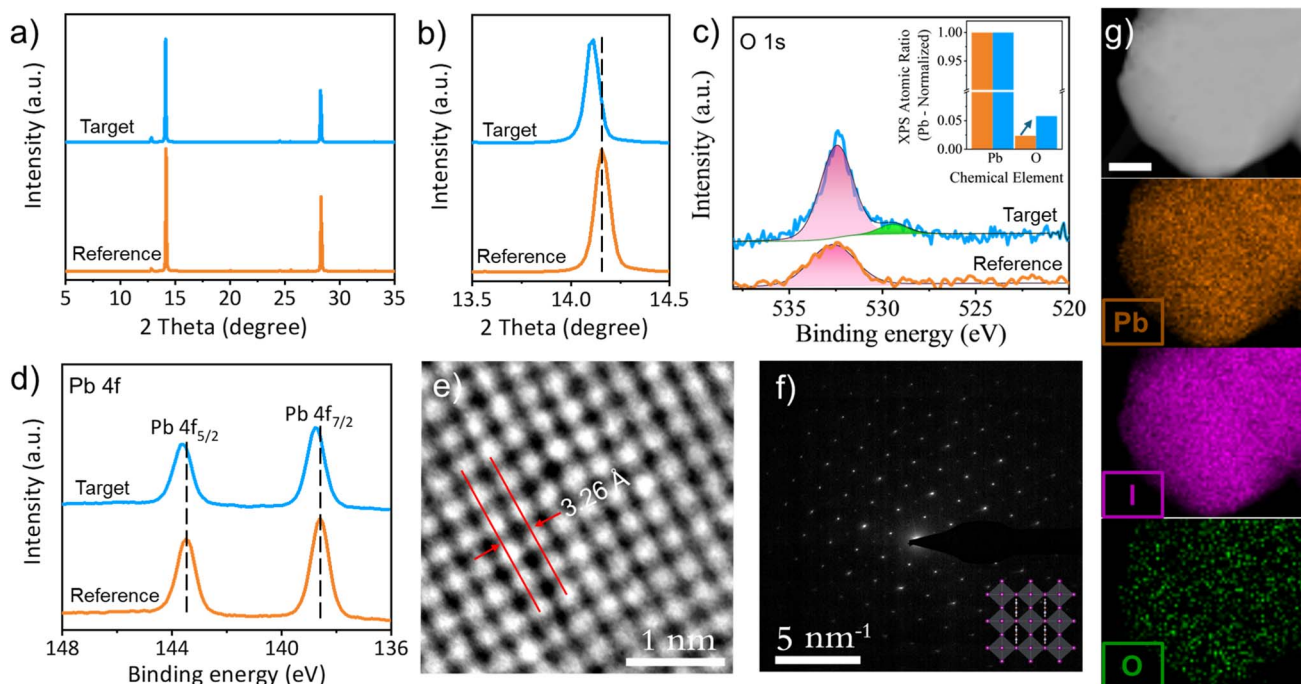 a)
Intensity (a.u.)
Target
Reference
5 10 15 20 25 30 35
2 Theta (degree)
b)
Intensity (a.u.)
Target
Reference
13.5 14.0 14.5
2 Theta (degree)
c)
O 1s
Intensity (a.u.)
XPS Atomic Ratio
(Pb - Normalized)
1.00
0.05
0.00
Pb O
Chemical Element
Target
Reference
535 530 525 520
Binding energy (eV)
d)
Pb 4f
Intensity (a.u.)
Pb 4f5/2
Pb 4f7/2
Target
Reference
148 144 140 136
Binding energy (eV)
e)
3.26 Å
1 nm
f)
5 nm-1
g)
Pb
I
O